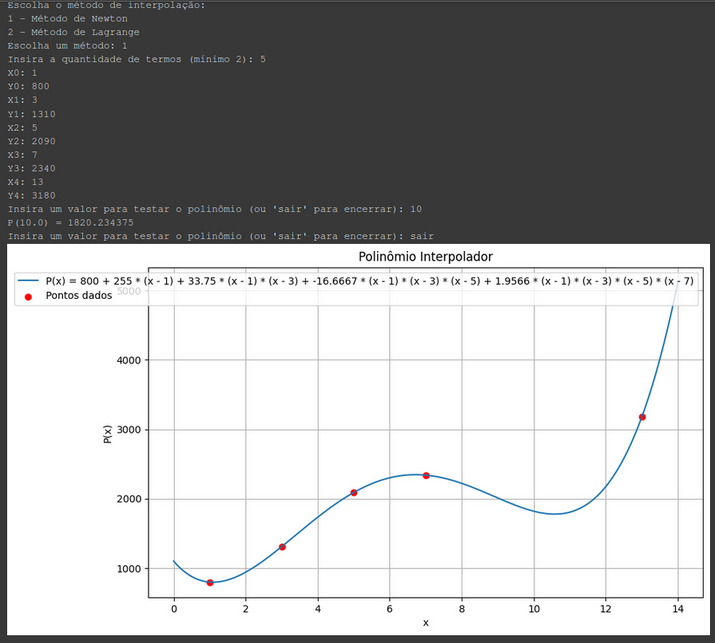 Escolha o método de interpolação:
1 - Método de Newton
2 - Método de Lagrange
Escolha um método: 1
Insira a quantidade de termos (mínimo 2): 5
X0: 1
Y0: 800
X1: 3
Y1: 1310
X2: 5
Y2: 2090
X3: 7
Y3: 2340
X4: 13
Y4: 3180
Insira um valor para testar o polinômio (ou 'sair' para encerrar): 10
P(10.0) = 1820.234375
Insira um valor para testar o polinômio (ou 'sair' para encerrar): sair
Polinômio Interpolador
P(x) = 800 + 255 * (x - 1) + 33.75 * (x - 1) * (x - 3) + -16.6667 * (x - 1) * (x - 3) * (x - 5) + 1.9566 * (x - 1) * (x - 3) * (x - 5) * (x - 7)
Pontos dados
5000
4000
3000
2000
1000
P(x)
0 2 4 6 8 10 12 14
x